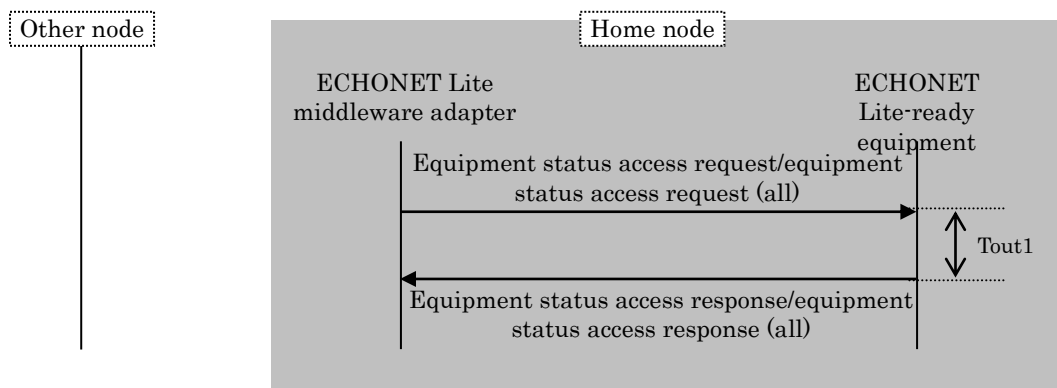 Other node
Home node
ECHONET Lite
middleware adapter
ECHONET
Lite-ready
equipment
Equipment status access request/equipment
status access request (all)
Tout1
Equipment status access response/equipment
status access response (all)